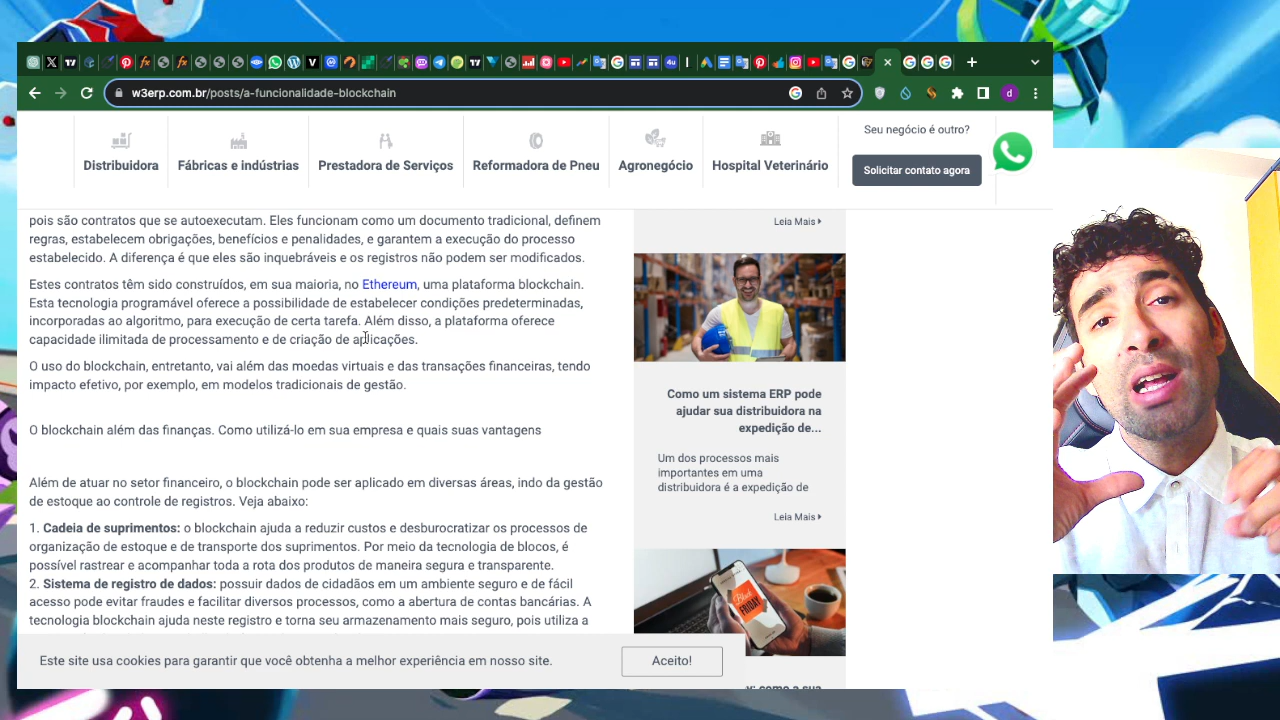 w3erp.com.br/posts/a-funcionalidade-blockchain
d
Distribuidora
Fábricas e indústrias
Prestadora de Serviços
Reformadora de Pneu
Agronegócio
Hospital Veterinário
Seu negócio é outro?
Solicitar contato agora
pois são contratos que se autoexecutam. Eles funcionam como um documento tradicional, definem
regras, estabelecem obrigações, benefícios e penalidades, e garantem a execução do processo
estabelecido. A diferença é que eles são inquebráveis e os registros não podem ser modificados.
Estes contratos têm sido construídos, em sua maioria, no Ethereum, uma plataforma blockchain.
Esta tecnologia programável oferece a possibilidade de estabelecer condições predeterminadas,
incorporadas ao algoritmo, para execução de certa tarefa. Além disso, a plataforma oferece
capacidade ilimitada de processamento e de criação de aplicações.
O uso do blockchain, entretanto, vai além das moedas virtuais e das transações financeiras, tendo
impacto efetivo, por exemplo, em modelos tradicionais de gestão.
O blockchain além das finanças. Como utilizá-lo em sua empresa e quais suas vantagens
Além de atuar no setor financeiro, o blockchain pode ser aplicado em diversas áreas, indo da gestão
de estoque ao controle de registros. Veja abaixo:
1. Cadeia de suprimentos: o blockchain ajuda a reduzir custos e desburocratizar os processos de
organização de estoque e de transporte dos suprimentos. Por meio da tecnologia de blocos, é
possível rastrear e acompanhar toda a rota dos produtos de maneira segura e transparente.
2. Sistema de registro de dados: possuir dados de cidadãos em um ambiente seguro e de fácil
acesso pode evitar fraudes e facilitar diversos processos, como a abertura de contas bancárias. A
tecnologia blockchain ajuda neste registro e torna seu armazenamento mais seguro, pois utiliza a
Leia Mais
Como um sistema ERP pode
ajudar sua distribuidora na
expedição de...
Um dos processos mais
importantes em uma
distribuidora é a expedição de
Leia Mais
Black
FRIDAY
como a sua
Este site usa cookies para garantir que você obtenha a melhor experiência em nosso site.
Aceito!